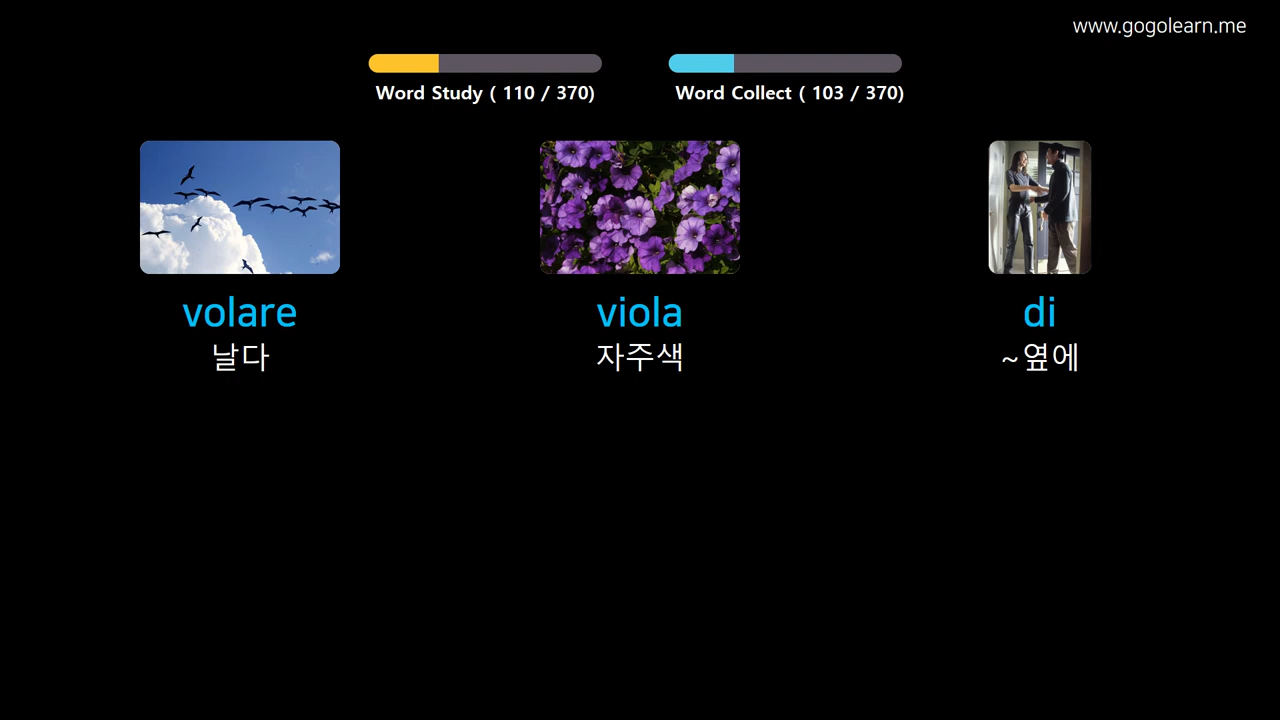 www.gogolearn.me
Word Study ( 110 / 370)
Word Collect ( 103 / 370)
volare
viola
di
날다
자주색
~옆에